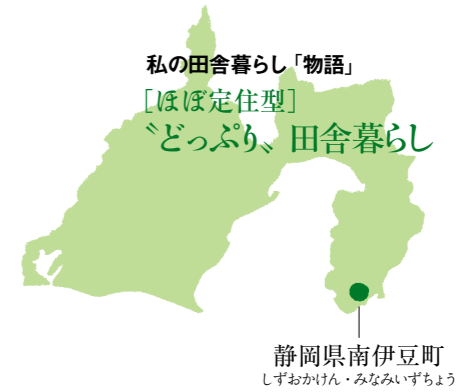 私の田舎暮らし「物語」
［ほぼ定住型］
〝どっぷり〟田舎暮らし
静岡県南伊豆町
しずおかけん・みなみいずちょう